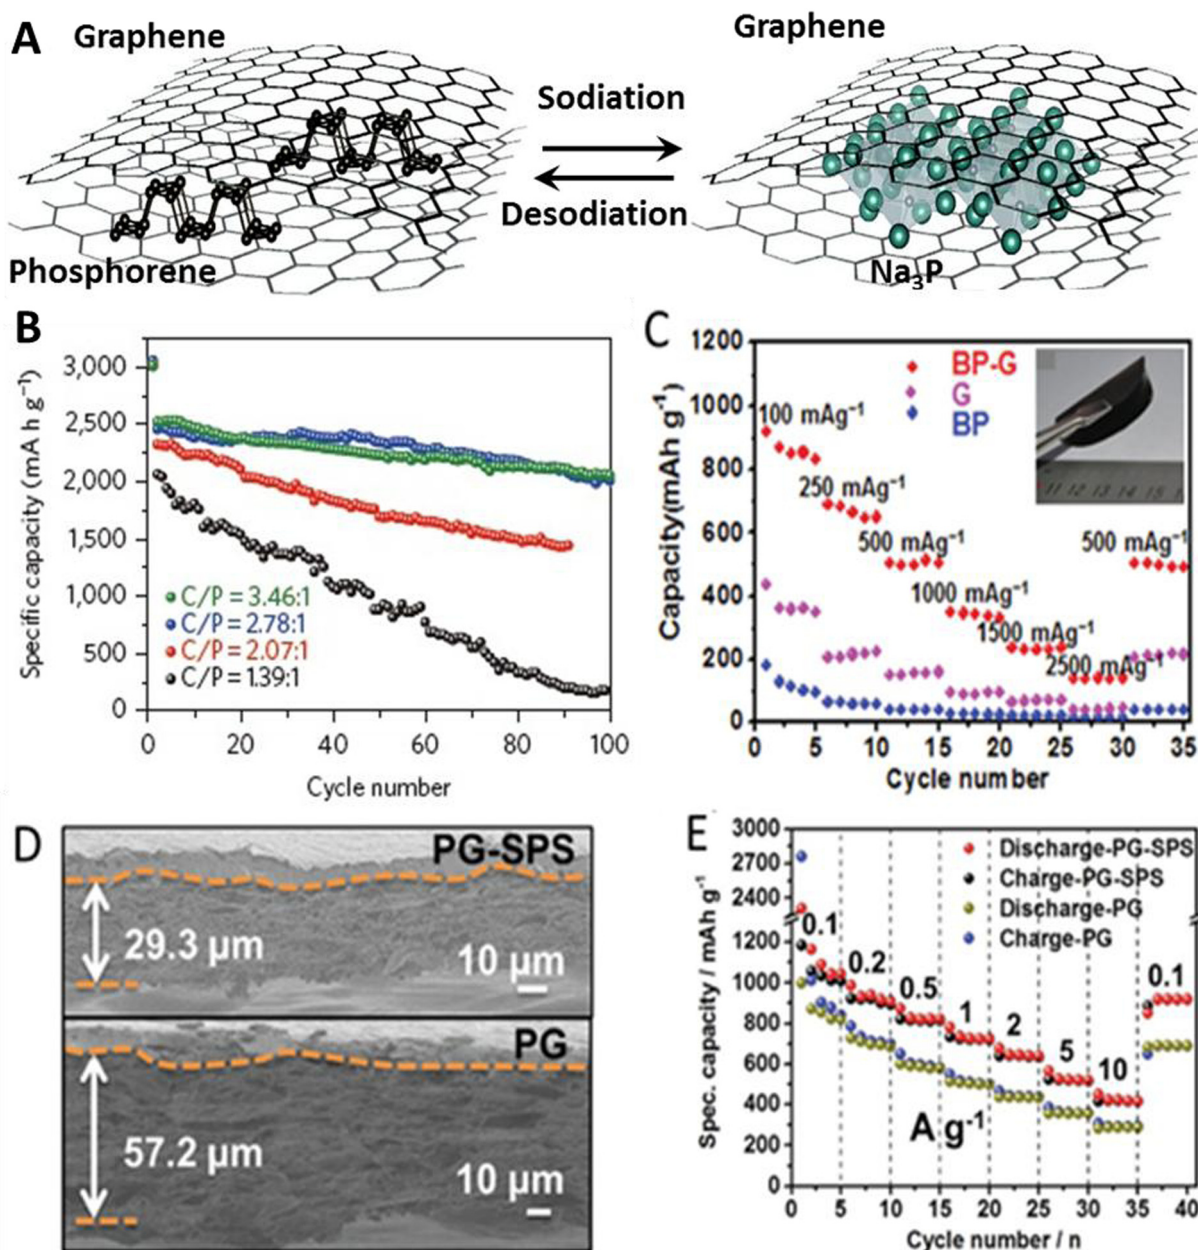 A
Graphene
Graphene
Sodiation
Desodiation
Phosphorene
Na₃P
B
Specific capacity (mA h g⁻¹)
3,000
2,500
2,000
1,500
1,000
500
0
C/P = 3.46:1
C/P = 2.78:1
C/P = 2.07:1
C/P = 1.39:1
0 20 40 60 80 100
Cycle number
C
Capacity(mAh g⁻¹)
1200
1000
800
600
400
200
0
BP-G
G
BP
100 mAg⁻¹
250 mAg⁻¹
500 mAg⁻¹
500 mAg⁻¹
1000 mAg⁻¹
1500 mAg⁻¹
2500 mAg⁻¹
11 12 13 14 15
0 5 10 15 20 25 30 35
Cycle number
D
PG-SPS
29.3 µm
10 µm
PG
57.2 µm
10 µm
E
Spec. capacity / mAh g⁻¹
3000
2700
2400
1200
1000
800
600
400
200
0
Discharge-PG-SPS
Charge-PG-SPS
Discharge-PG
Charge-PG
0.1
0.2
0.5
1
2
5
10
0.1
A g⁻¹
0 5 10 15 20 25 30 35 40
Cycle number / n